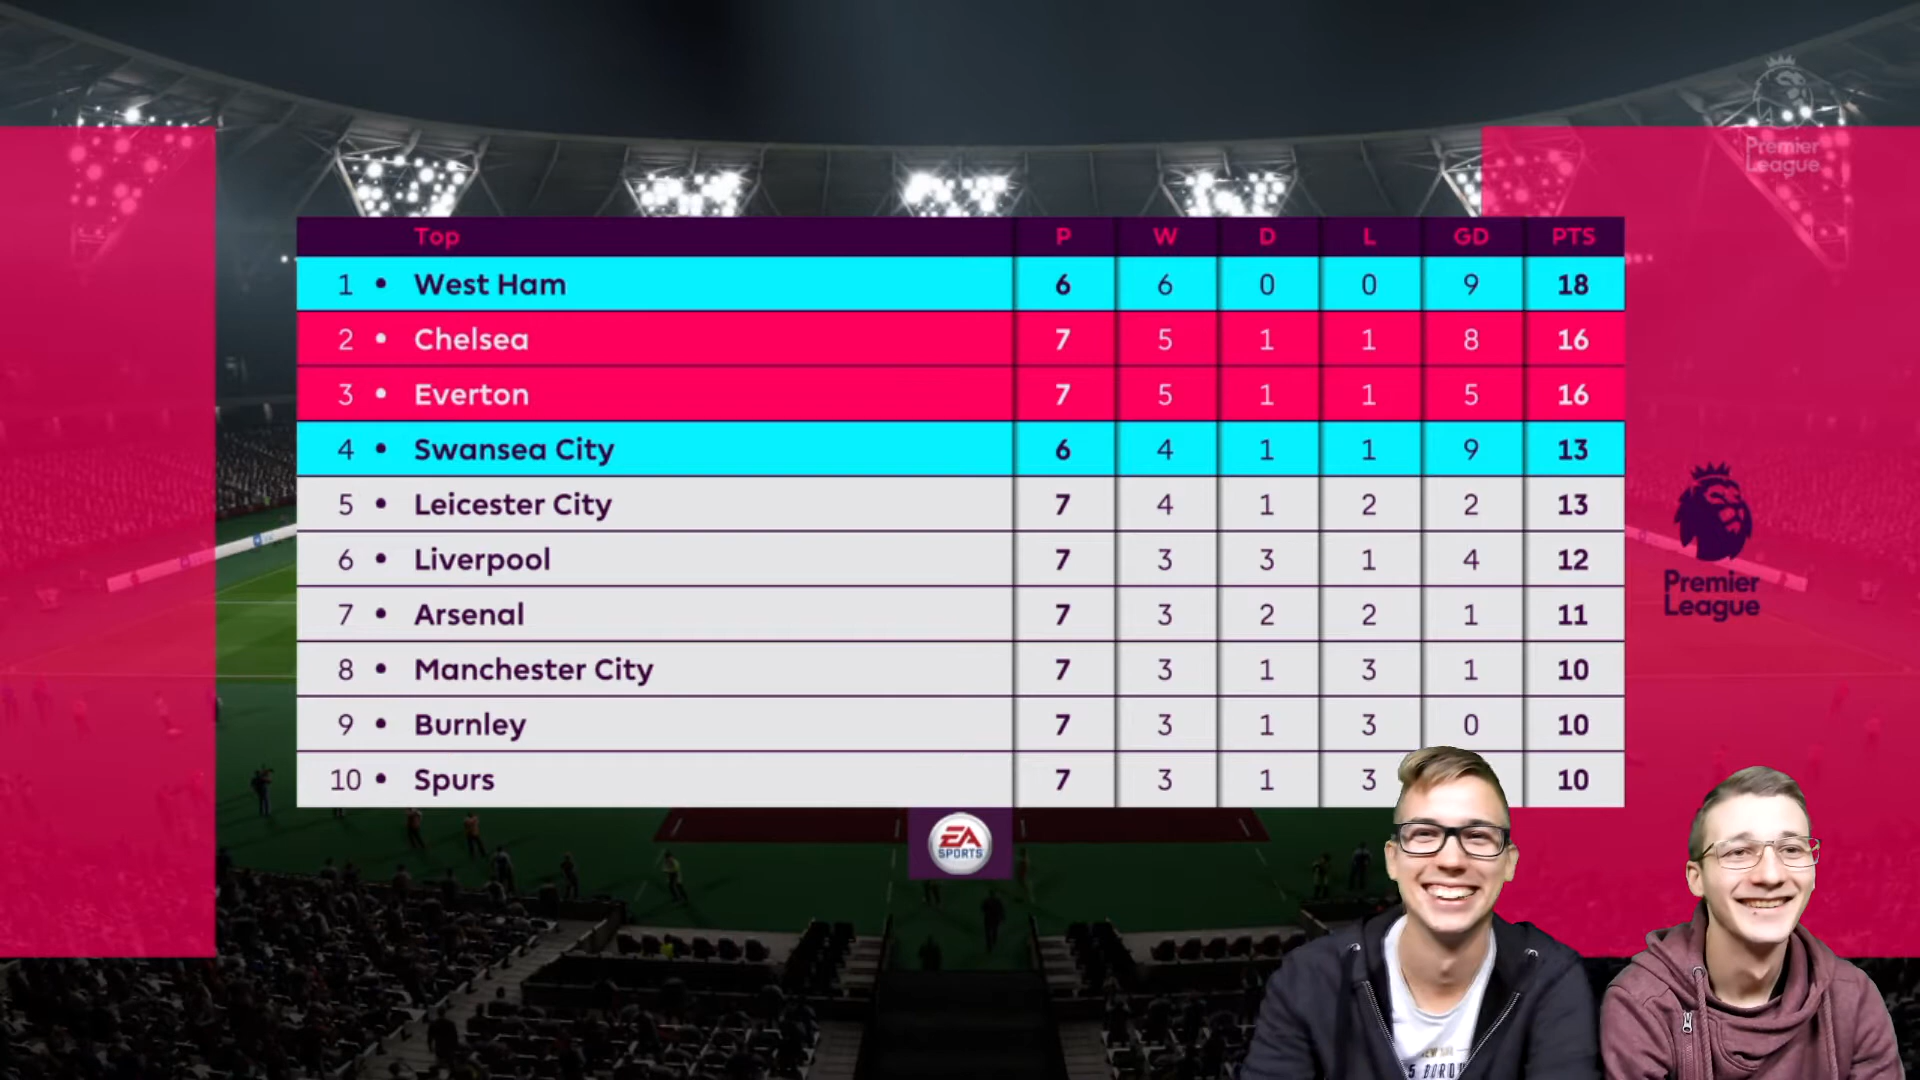 Premier
League
Top P W D L GD PTS
1 • West Ham 6 6 0 0 9 18
2 • Chelsea 7 5 1 1 8 16
3 • Everton 7 5 1 1 5 16
4 • Swansea City 6 4 1 1 9 13
5 • Leicester City 7 4 1 2 2 13
6 • Liverpool 7 3 3 1 4 12
7 • Arsenal 7 3 2 2 1 11
8 • Manchester City 7 3 1 3 1 10
9 • Burnley 7 3 1 3 0 10
10 • Spurs 7 3 1 3 10
Premier
League
EA
SPORTS